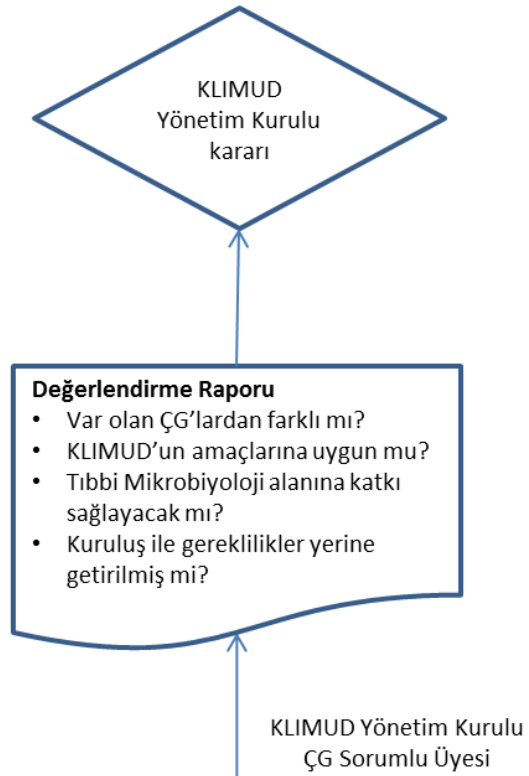 KLIMUD
Yönetim Kurulu
kararı
Değerlendirme Raporu
• Var olan ÇG’lardan farklı mı?
• KLIMUD’un amaçlarına uygun mu?
• Tıbbi Mikrobiyoloji alanına katkı
sağlayacak mı?
• Kuruluş ile gereklilikler yerine
getirilmiş mi?
KLIMUD Yönetim Kurulu
ÇG Sorumlu Üyesi